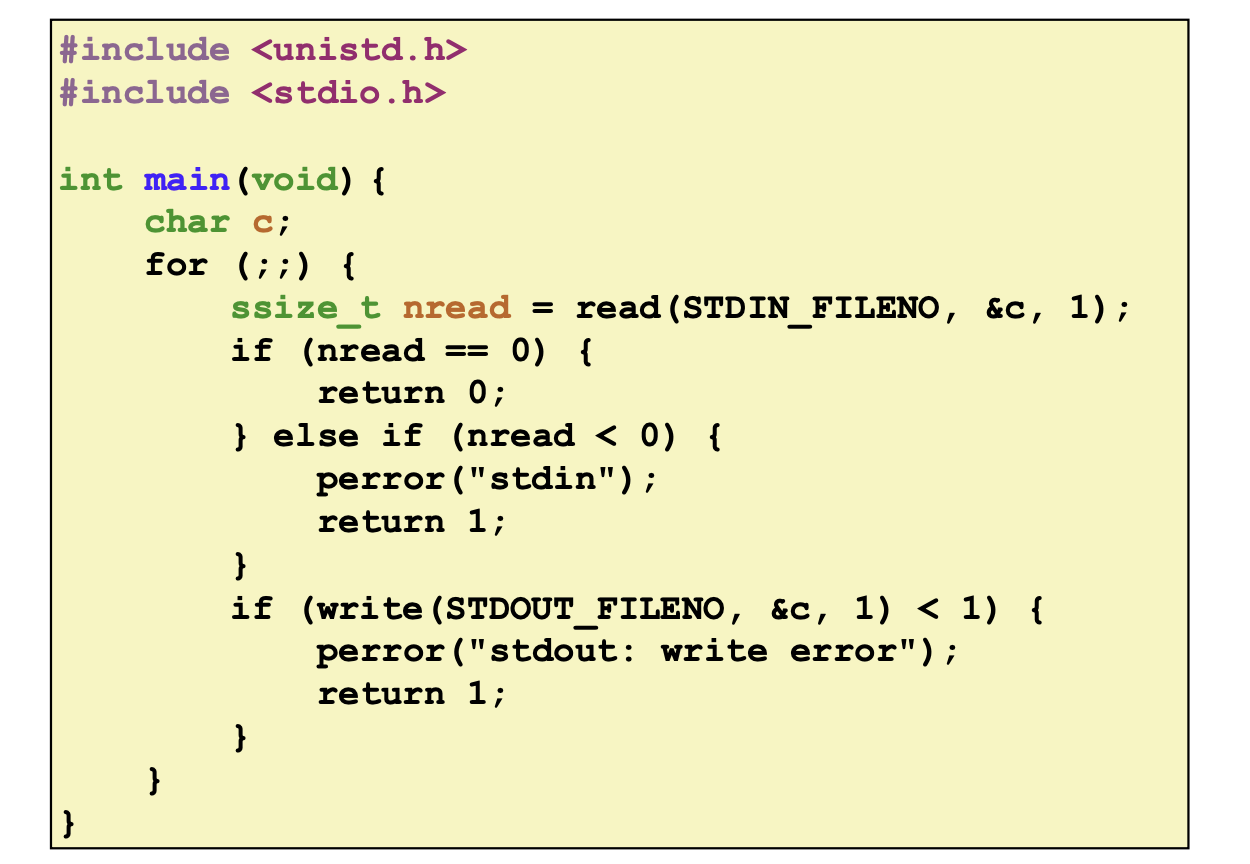 #include <unistd.h>
#include <stdio.h>

int main(void) {
    char c;
    for (;;) {
        ssize_t nread = read(STDIN_FILENO, &c, 1);
        if (nread == 0) {
            return 0;
        } else if (nread < 0) {
            perror("stdin");
            return 1;
        }
        if (write(STDOUT_FILENO, &c, 1) < 1) {
            perror("stdout: write error");
            return 1;
        }
    }
}